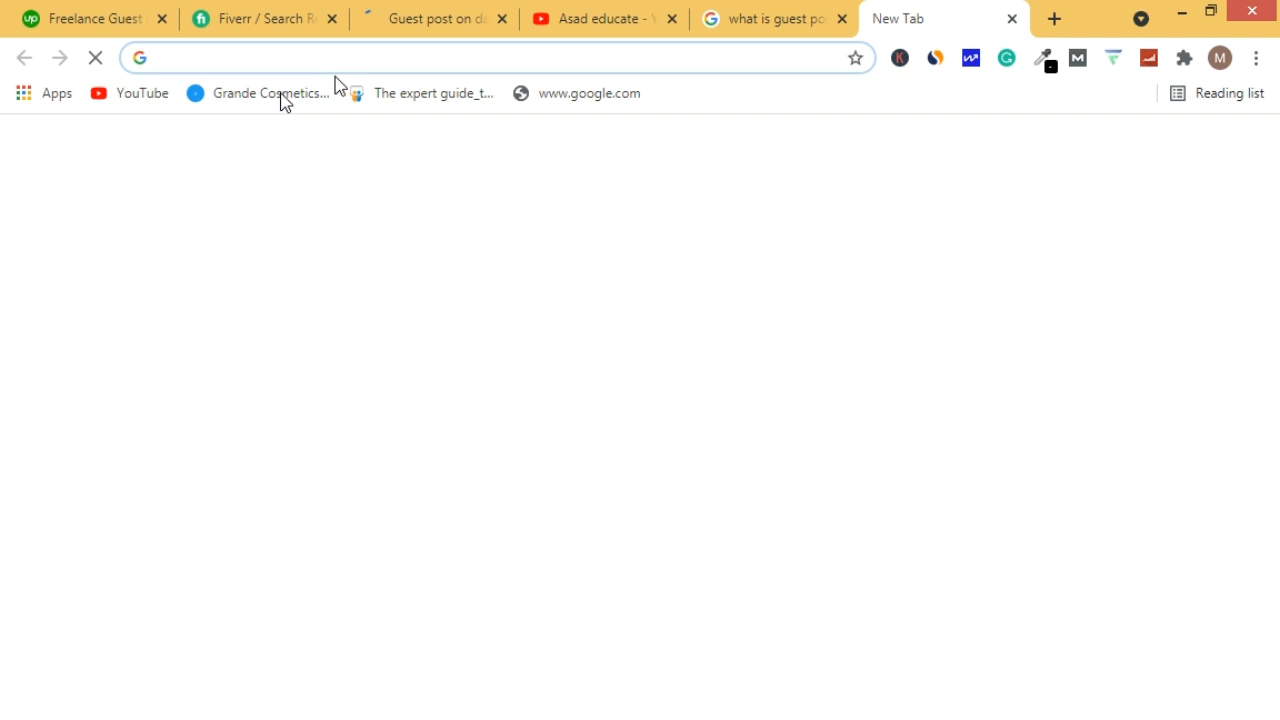 Freelance Guest
Fiverr / Search R
Guest post on d
Asad educate -
what is guest po
New Tab
Apps
YouTube
Grande Cosmetics...
The expert guide_t...
www.google.com
Reading list